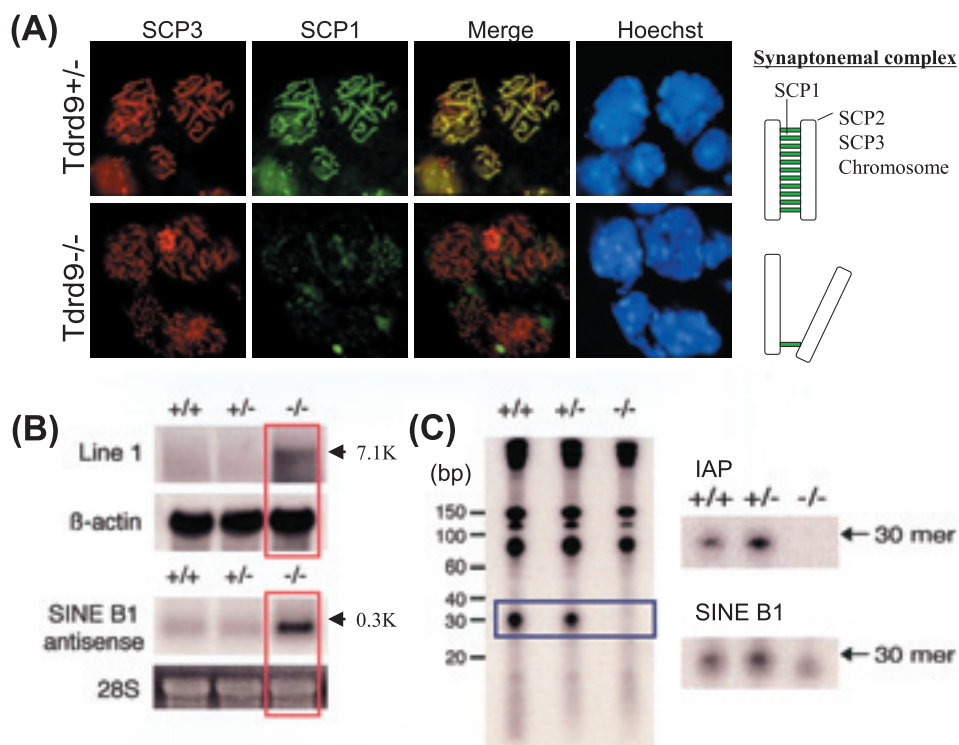 (A)
SCP3 SCP1 Merge Hoechst
Tdrd9+/-
Tdrd9-/-
Synaptonemal complex
SCP1
SCP2
SCP3
Chromosome
(B)
+/+ +/- -/-
Line 1
7.1K
ß-actin
+/+ +/- -/-
SINE B1
antisense
0.3K
28S
(C)
+/+ +/- -/-
(bp)
150
100
60
40
30
20
IAP
+/+ +/- -/-
30 mer
SINE B1
30 mer